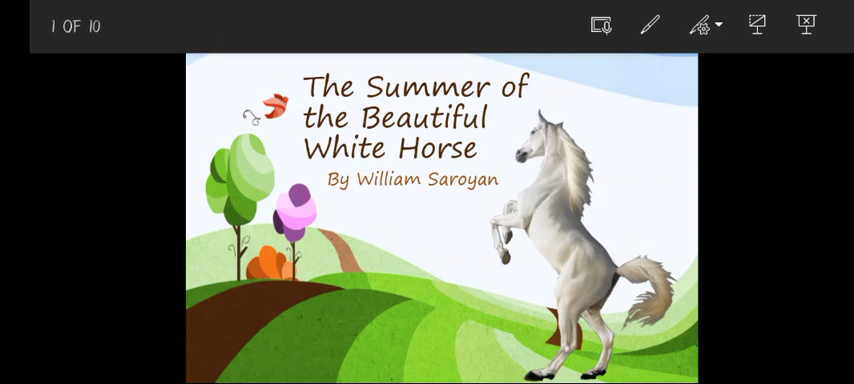 1 OF 10
The Summer of
the Beautiful
White Horse
By William Saroyan